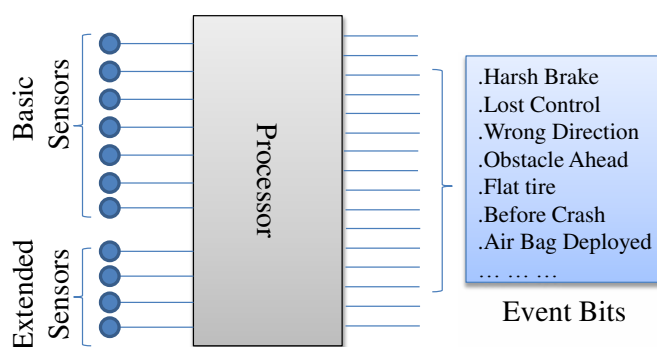 Basic
Sensors
Extended
Sensors
Processor
.Harsh Brake
.Lost Control
.Wrong Direction
.Obstacle Ahead
.Flat tire
.Before Crash
.Air Bag Deployed
… … …
Event Bits